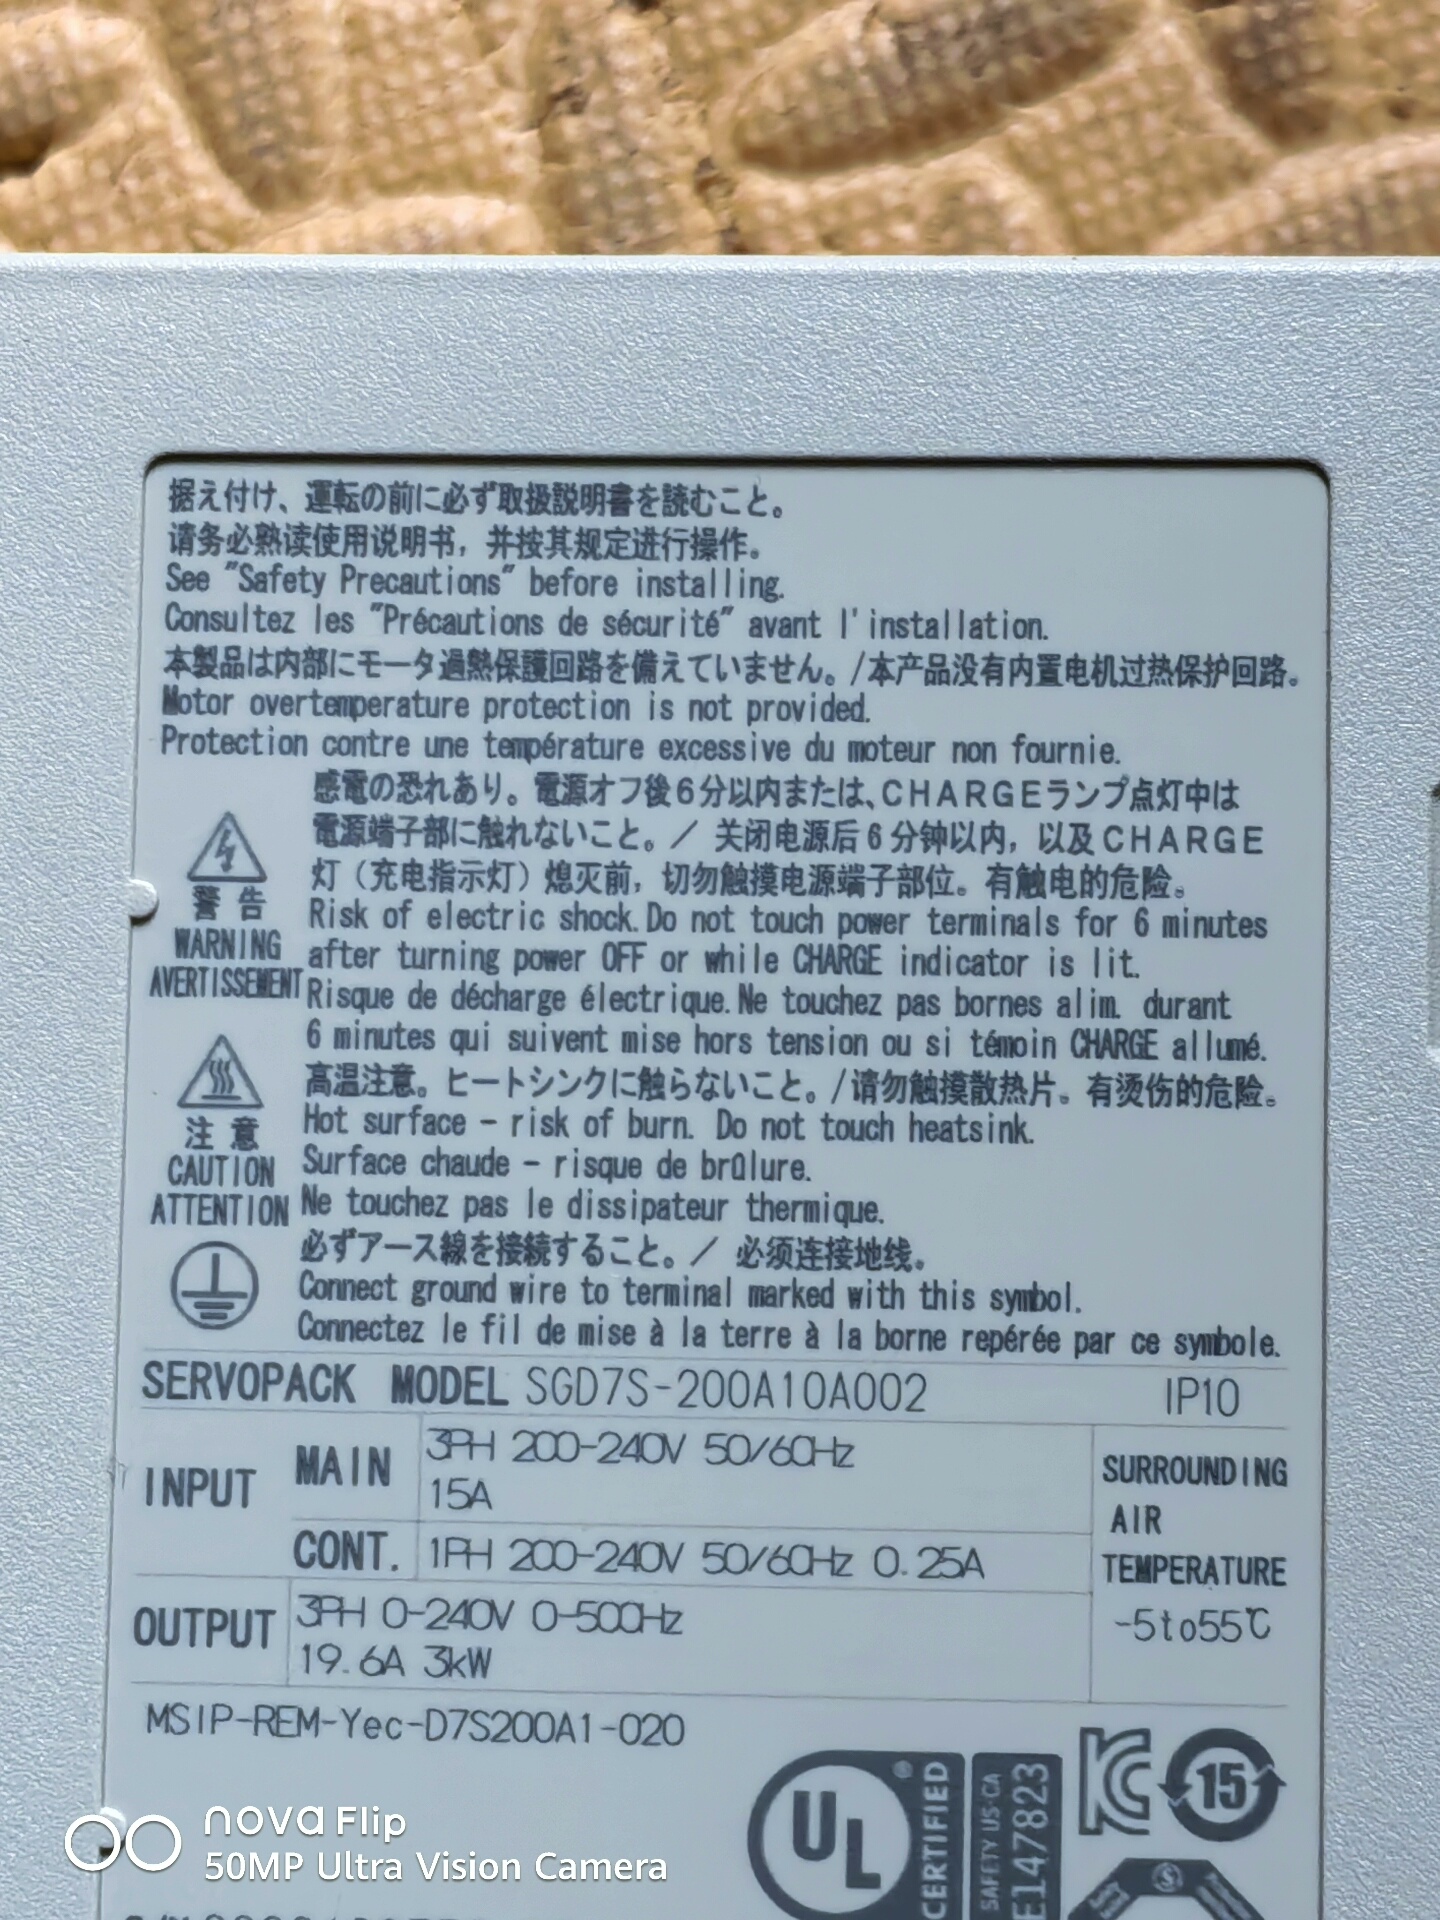 据え付け、運転の前に必ず取扱説明書を読むこと。
请务必熟读使用说明书，并按其规定进行操作。
See "Safety Precautions" before installing.
Consultez les "Précautions de sécurité" avant l'installation.
本製品は内部にモータ過熱保護回路を備えていません。/本产品没有内置电机过热保护回路。
Motor overtemperature protection is not provided.
Protection contre une température excessive du moteur non fournie.
感電の恐れあり。電源オフ後6分以内または、CHARGEランプ点灯中は
電源端子部に触れないこと。/ 关闭电源后6分钟以内，以及CHARGE
灯（充电指示灯）熄灭前，切勿触摸电源端子部位。有触电的危险。
警告
WARNING
AVERTISSEMENT
Risk of electric shock. Do not touch power terminals for 6 minutes
after turning power OFF or while CHARGE indicator is lit.
Risque de décharge électrique. Ne touchez pas bornes alim. durant
6 minutes qui suivent mise hors tension ou si témoin CHARGE allumé.
高温注意。ヒートシンクに触らないこと。/请勿触摸散热片。有烫伤的危险。
注意
CAUTION
ATTENTION
Hot surface - risk of burn. Do not touch heatsink.
Surface chaude - risque de brûlure.
Ne touchez pas le dissipateur thermique.
必ずアース線を接続すること。/ 必须连接地线。
Connect ground wire to terminal marked with this symbol.
Connectez le fil de mise à la terre à la borne repérée par ce symbole.
SERVOPACK MODEL SGD7S-200A10A002 IP10
INPUT
MAIN
3PH 200-240V 50/60Hz
15A
CONT. 1PH 200-240V 50/60Hz 0.25A
OUTPUT
3PH 0-240V 0-500Hz
19.6A 3kW
SURROUNDING
AIR
TEMPERATURE
-5to55℃
MSIP-REM-Yec-D7S200A1-020
UL
®
CERTIFIED
SAFETY US CA
E147823
15
nova Flip
50MP Ultra Vision Camera